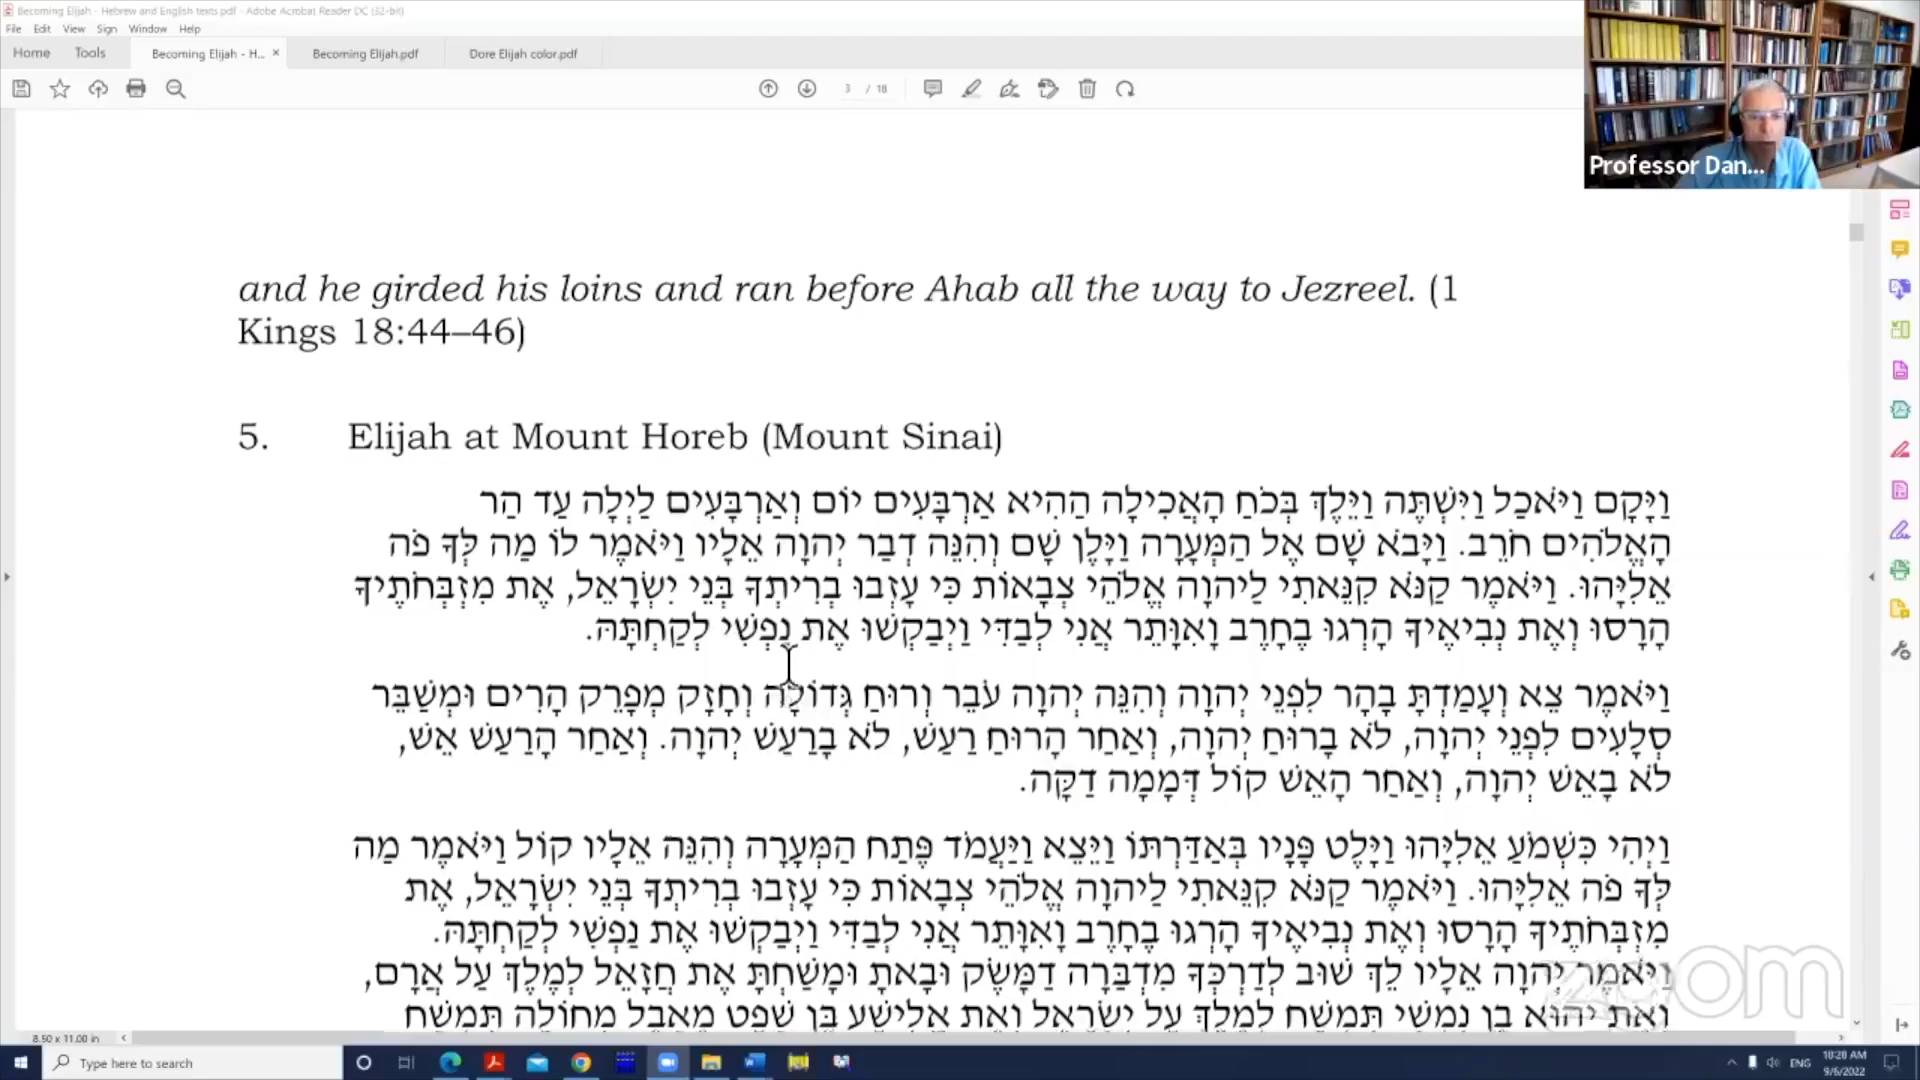 Becoming Elijah - Hebrew and English texts.pdf - Adobe Acrobat Reader DC (32-bit)
File Edit View Sign Window Help
Home Tools Becoming Elijah - H... × Becoming Elijah.pdf Dore Elijah color.pdf
3 / 18
Professor Dan...
and he girded his loins and ran before Ahab all the way to Jezreel. (1
Kings 18:44–46)
5. Elijah at Mount Horeb (Mount Sinai)
וַיָּקָם וַיֹּאכַל וַיִּשְׁתֶּה וַיֵּלֶךְ בְּכֹחַ הָאֲכִילָה הַהִיא אַרְבָּעִים יוֹם וְאַרְבָּעִים לַיְלָה עַד הַר
הָאֱלֹהִים חֹרֵב. וַיָּבֹא שָׁם אֶל הַמְּעָרָה וַיָּלֶן שָׁם וְהִנֵּה דְבַר יְהוָה אֵלָיו וַיֹּאמֶר לוֹ מַה לְּךָ פֹה
אֵלִיָּהוּ. וַיֹּאמֶר קַנֹּא קִנֵּאתִי לַיהוָה אֱלֹהֵי צְבָאוֹת כִּי עָזְבוּ בְרִיתְךָ בְּנֵי יִשְׂרָאֵל, אֶת מִזְבְּחֹתֶיךָ
הָרָסוּ וְאֶת נְבִיאֶיךָ הָרְגוּ בֶחָרֶב וָאִוָּתֵר אֲנִי לְבַדִּי וַיְבַקְשׁוּ אֶת נַפְשִׁי לְקַחְתָּהּ.
וַיֹּאמֶר צֵא וְעָמַדְתָּ בָהָר לִפְנֵי יְהוָה וְהִנֵּה יְהוָה עֹבֵר וְרוּחַ גְּדוֹלָה וְחָזָק מְפָרֵק הָרִים וּמְשַׁבֵּר
סְלָעִים לִפְנֵי יְהוָה, לֹא בָרוּחַ יְהוָה, וְאַחַר הָרוּחַ רַעַשׁ, לֹא בָרַעַשׁ יְהוָה. וְאַחַר הָרַעַשׁ אֵשׁ,
לֹא בָאֵשׁ יְהוָה, וְאַחַר הָאֵשׁ קוֹל דְּמָמָה דַקָּה.
וַיְהִי כִּשְׁמֹעַ אֵלִיָּהוּ וַיָּלֶט פָּנָיו בְּאַדַּרְתּוֹ וַיֵּצֵא וַיַּעֲמֹד פֶּתַח הַמְּעָרָה וְהִנֵּה אֵלָיו קוֹל וַיֹּאמֶר מַה
לְּךָ פֹה אֵלִיָּהוּ. וַיֹּאמֶר קַנֹּא קִנֵּאתִי לַיהוָה אֱלֹהֵי צְבָאוֹת כִּי עָזְבוּ בְרִיתְךָ בְּנֵי יִשְׂרָאֵל, אֶת
מִזְבְּחֹתֶיךָ הָרָסוּ וְאֶת נְבִיאֶיךָ הָרְגוּ בֶחָרֶב וָאִוָּתֵר אֲנִי לְבַדִּי וַיְבַקְשׁוּ אֶת נַפְשִׁי לְקַחְתָּהּ.
וַיֹּאמֶר יְהוָה אֵלָיו לֵךְ שׁוּב לְדַרְכְּךָ מִדְבַּרָה דַמָּשֶׂק וּבָאתָ וּמָשַׁחְתָּ אֶת חֲזָאֵל לְמֶלֶךְ עַל אֲרָם,
וְאֵת יֵהוּא בֶן נִמְשִׁי תִּמְשַׁח לְמֶלֶךְ עַל יִשְׂרָאֵל וְאֶת אֱלִישָׁע בֶּן שָׁפָט מֵאָבֵל מְחוֹלָה תִּמְשַׁח
zoom
8.50 x 11.00 in
Type here to search
ENG 10:28 AM
9/6/2022